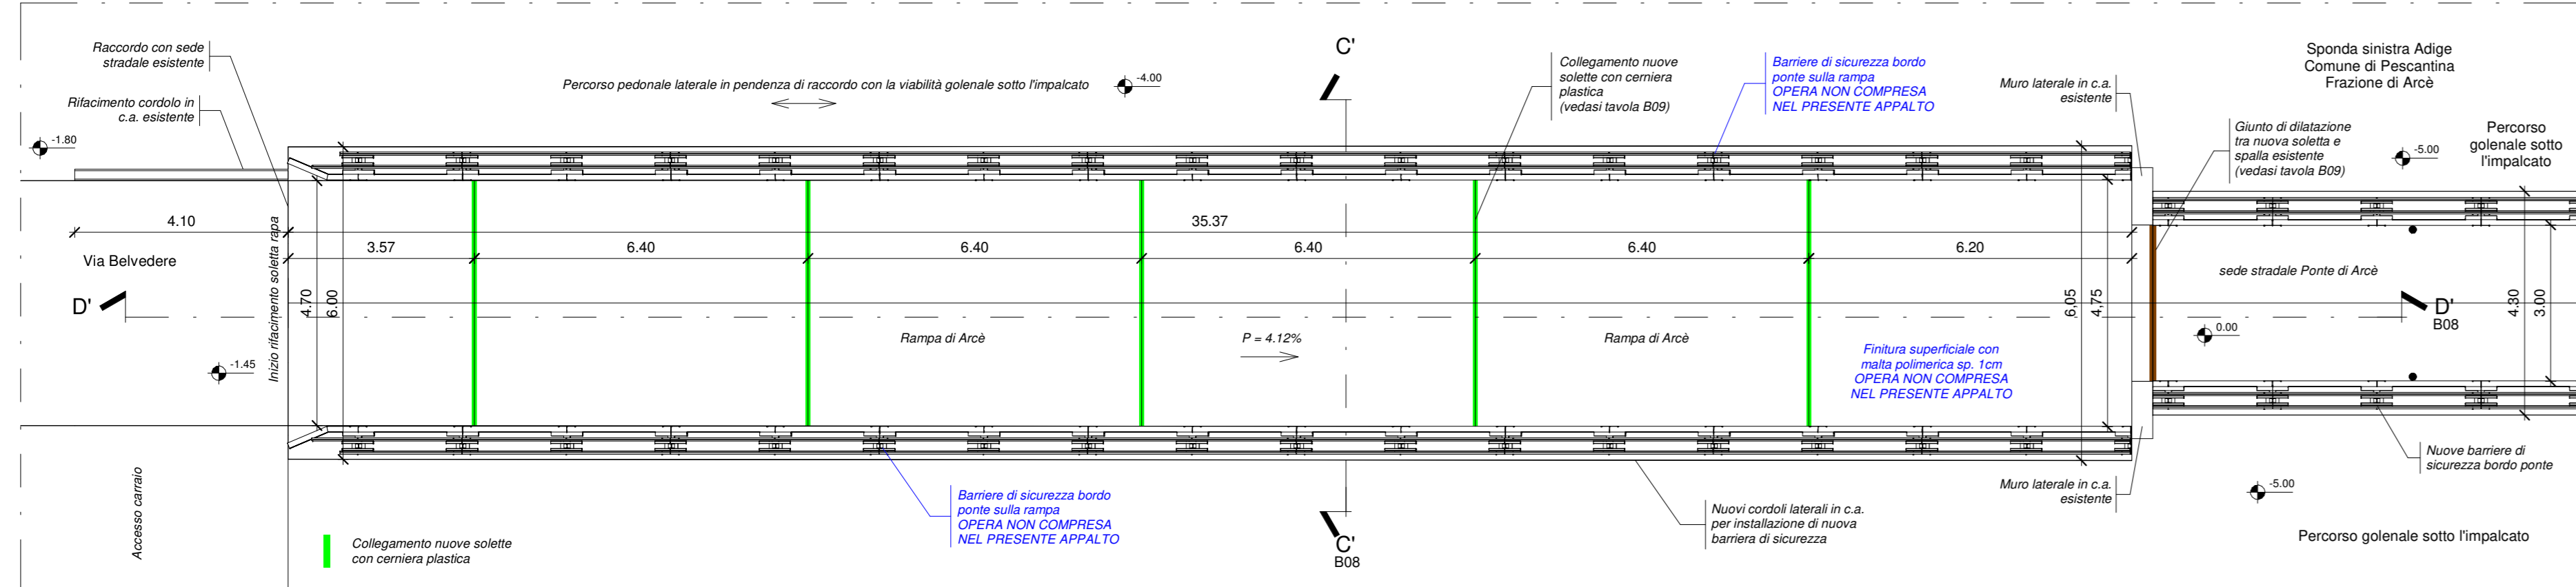 Raccordo con sede
stradale esistente
Rifacimento cordolo in
c.a. esistente
-1.80
Percorso pedonale laterale in pendenza di raccordo con la viabilità golenale sotto l'impalcato
-4.00
C'
Collegamento nuove
solette con cerniera
plastica
(vedasi tavola B09)
Barriere di sicurezza bordo
ponte sulla rampa
OPERA NON COMPRESA
NEL PRESENTE APPALTO
Muro laterale in c.a.
esistente
Sponda sinistra Adige
Comune di Pescantina
Frazione di Arcè
Giunto di dilatazione
tra nuova soletta e
spalla esistente
(vedasi tavola B09)
-5.00
Percorso
golenale sotto
l'impalcato
4.10
35.37
3.57
6.40
6.40
6.40
6.40
6.20
Via Belvedere
D'
Inizio rifacimento soletta rapa
4.70
6.00
-1.45
Rampa di Arcè
P = 4.12%
Rampa di Arcè
Finitura superficiale con
malta polimerica sp. 1cm
OPERA NON COMPRESA
NEL PRESENTE APPALTO
6,05
4,75
sede stradale Ponte di Arcè
0.00
D'
B08
4.30
3.00
Accesso carraio
Collegamento nuove solette
con cerniera plastica
Barriere di sicurezza bordo
ponte sulla rampa
OPERA NON COMPRESA
NEL PRESENTE APPALTO
C'
B08
Nuovi cordoli laterali in c.a.
per installazione di nuova
barriera di sicurezza
Muro laterale in c.a.
esistente
Nuove barriere di
sicurezza bordo ponte
-5.00
Percorso golenale sotto l'impalcato